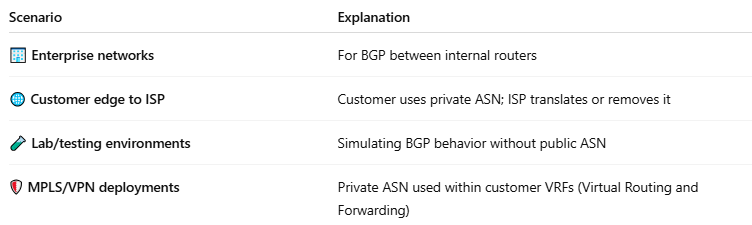 Scenario Explanation
Enterprise networks For BGP between internal routers
Customer edge to ISP Customer uses private ASN; ISP translates or removes it
Lab/testing environments Simulating BGP behavior without public ASN
MPLS/VPN deployments Private ASN used within customer VRFs (Virtual Routing and
Forwarding)